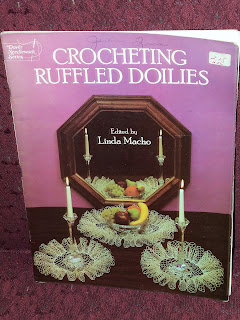 Dover
Needlework
Series
CROCHETING
RUFFLED DOILIES
Edited by
Linda Macho